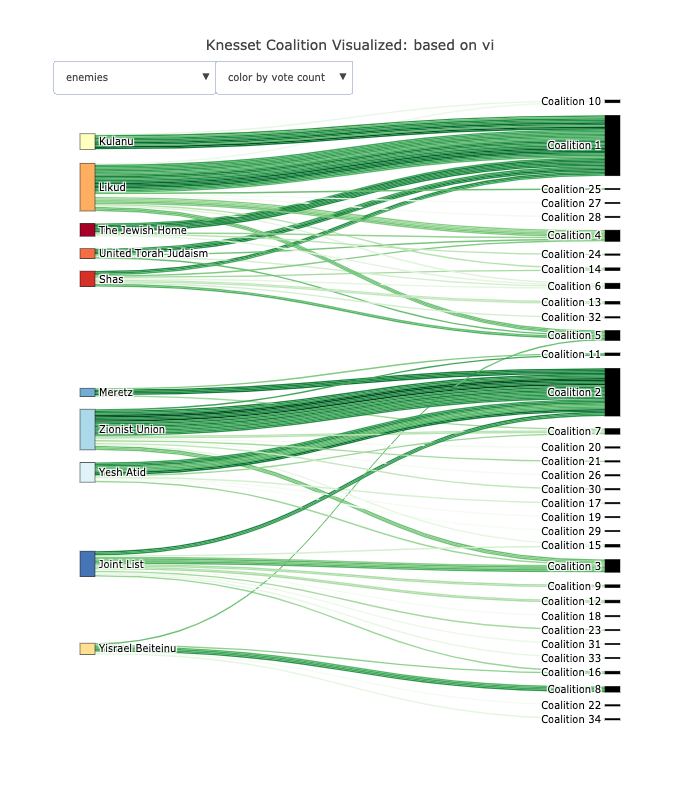 Knesset Coalition Visualized: based on vi
enemies ▼
color by vote count ▼
Coalition 10
Kulanu
Coalition 1
Likud
Coalition 25
Coalition 27
Coalition 28
The Jewish Home
Coalition 4
United Torah Judaism
Coalition 24
Coalition 14
Shas
Coalition 6
Coalition 13
Coalition 32
Coalition 5
Coalition 11
Meretz
Coalition 2
Zionist Union
Coalition 7
Coalition 20
Coalition 21
Yesh Atid
Coalition 26
Coalition 30
Coalition 17
Coalition 19
Coalition 29
Coalition 15
Joint List
Coalition 3
Coalition 9
Coalition 12
Coalition 18
Coalition 23
Coalition 31
Yisrael Beiteinu
Coalition 33
Coalition 16
Coalition 8
Coalition 22
Coalition 34